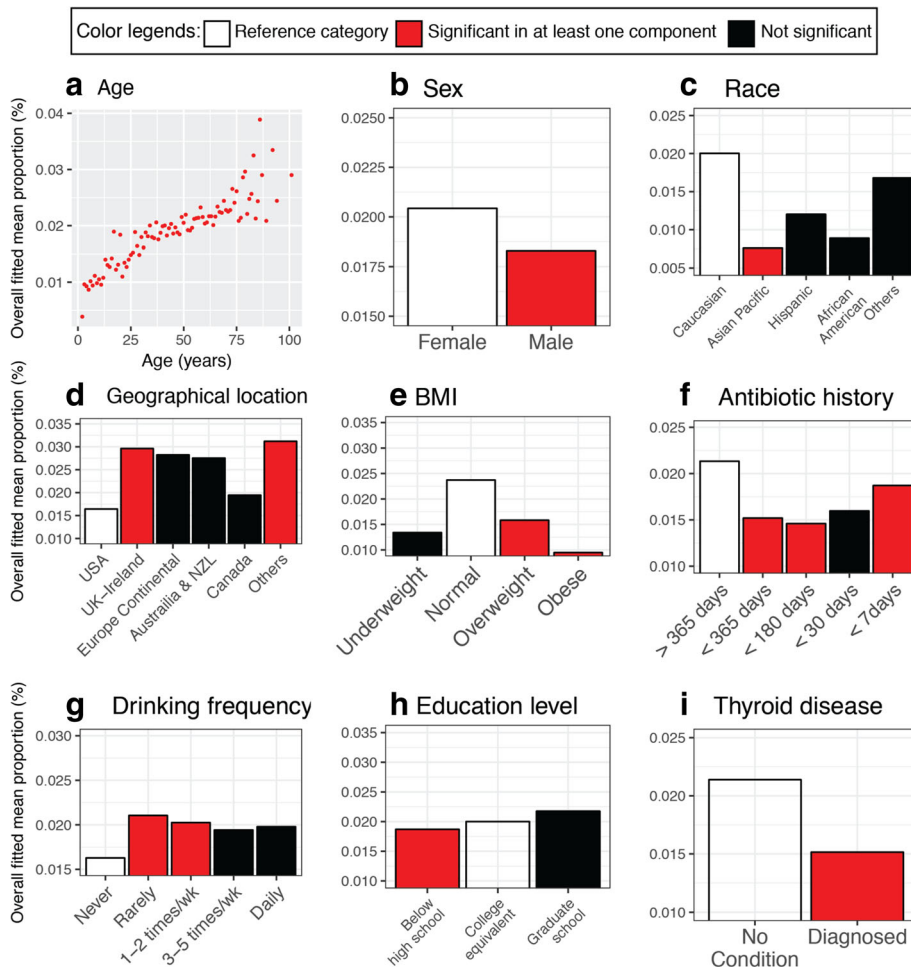 Color legends: Reference category Significant in at least one component Not significant
a Age
Overall fitted mean proportion (%)
0.04
0.03
0.02
0.01
0 25 50 75 100
Age (years)
b Sex
0.0250
0.0225
0.0200
0.0175
0.0150
Female Male
c Race
0.025
0.020
0.015
0.010
0.005
Caucasian
Asian Pacific
Hispanic
African
American
Others
d Geographical location
Overall fitted mean proportion (%)
0.035
0.030
0.025
0.020
0.015
0.010
USA
UK–Ireland
Europe Continental
Austrailia & NZL
Canada
Others
e BMI
0.035
0.030
0.025
0.020
0.015
0.010
Underweight
Normal
Overweight
Obese
f Antibiotic history
0.025
0.020
0.015
0.010
> 365 days
< 365 days
< 180 days
< 30 days
< 7days
g Drinking frequency
Overall fitted mean proportion (%)
0.030
0.025
0.020
0.015
Never
Rarely
1–2 times/wk
3–5 times/wk
Daily
h Education level
0.035
0.030
0.025
0.020
0.015
0.010
Below
high school
College
equivalent
Graduate
school
i Thyroid disease
0.025
0.020
0.015
0.010
No
Condition
Diagnosed